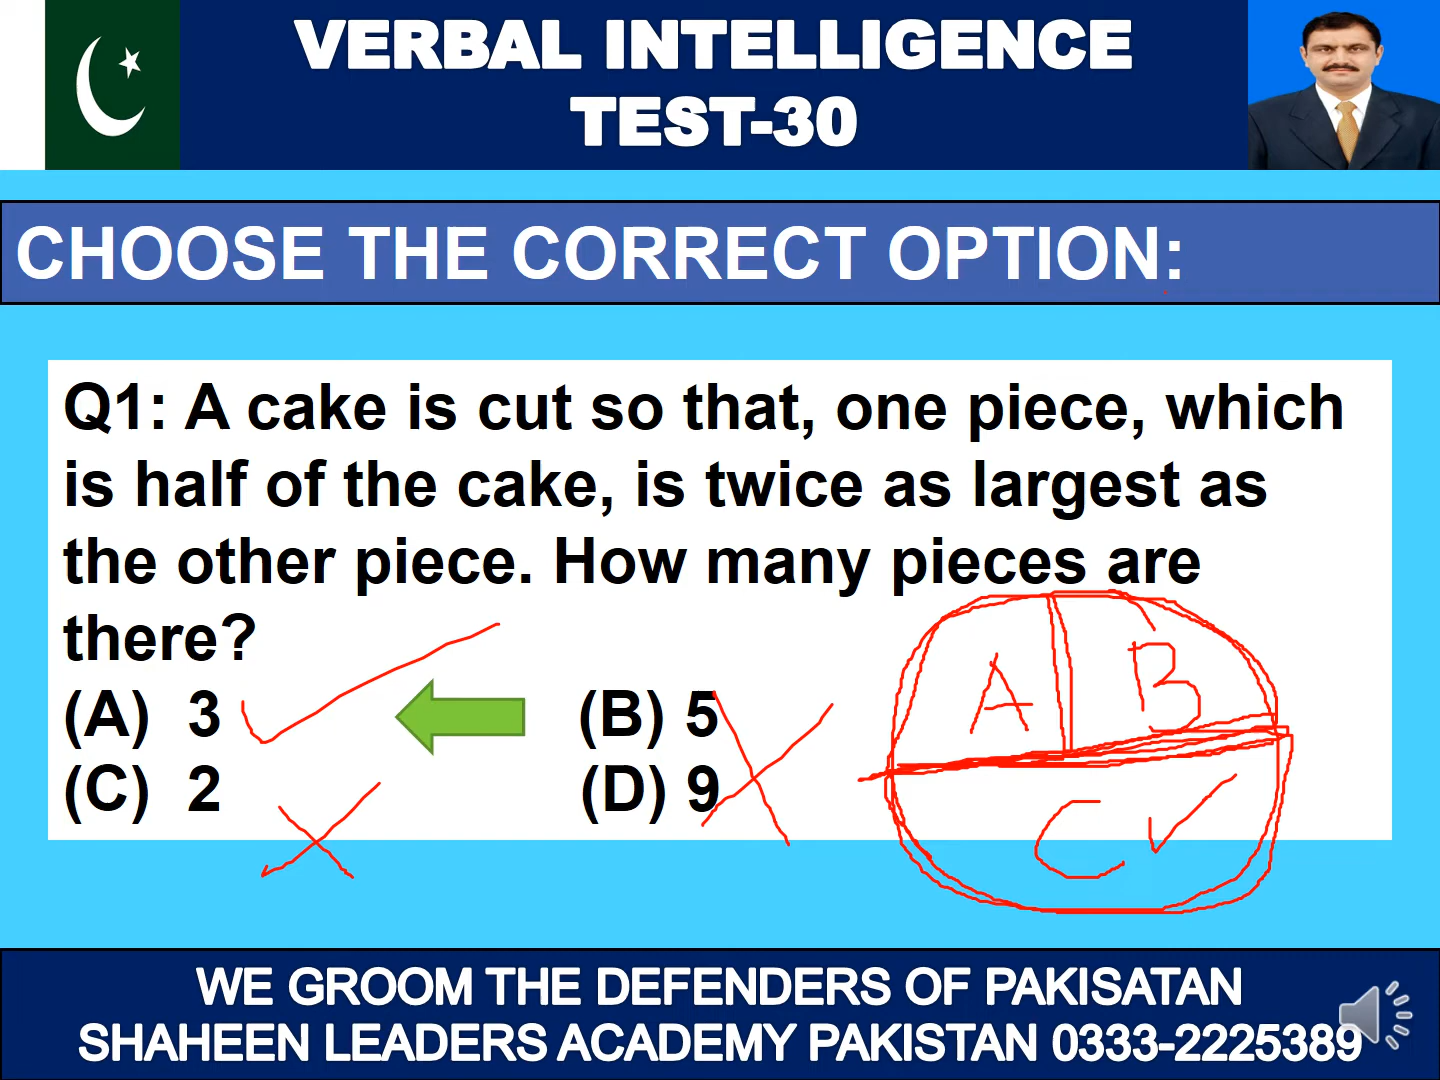 VERBAL INTELLIGENCE
TEST-30
CHOOSE THE CORRECT OPTION:
Q1: A cake is cut so that, one piece, which
is half of the cake, is twice as largest as
the other piece. How many pieces are
there?
(A) 3 (B) 5
(C) 2 (D) 9
A B
C
WE GROOM THE DEFENDERS OF PAKISATAN
SHAHEEN LEADERS ACADEMY PAKISTAN 0333-2225389